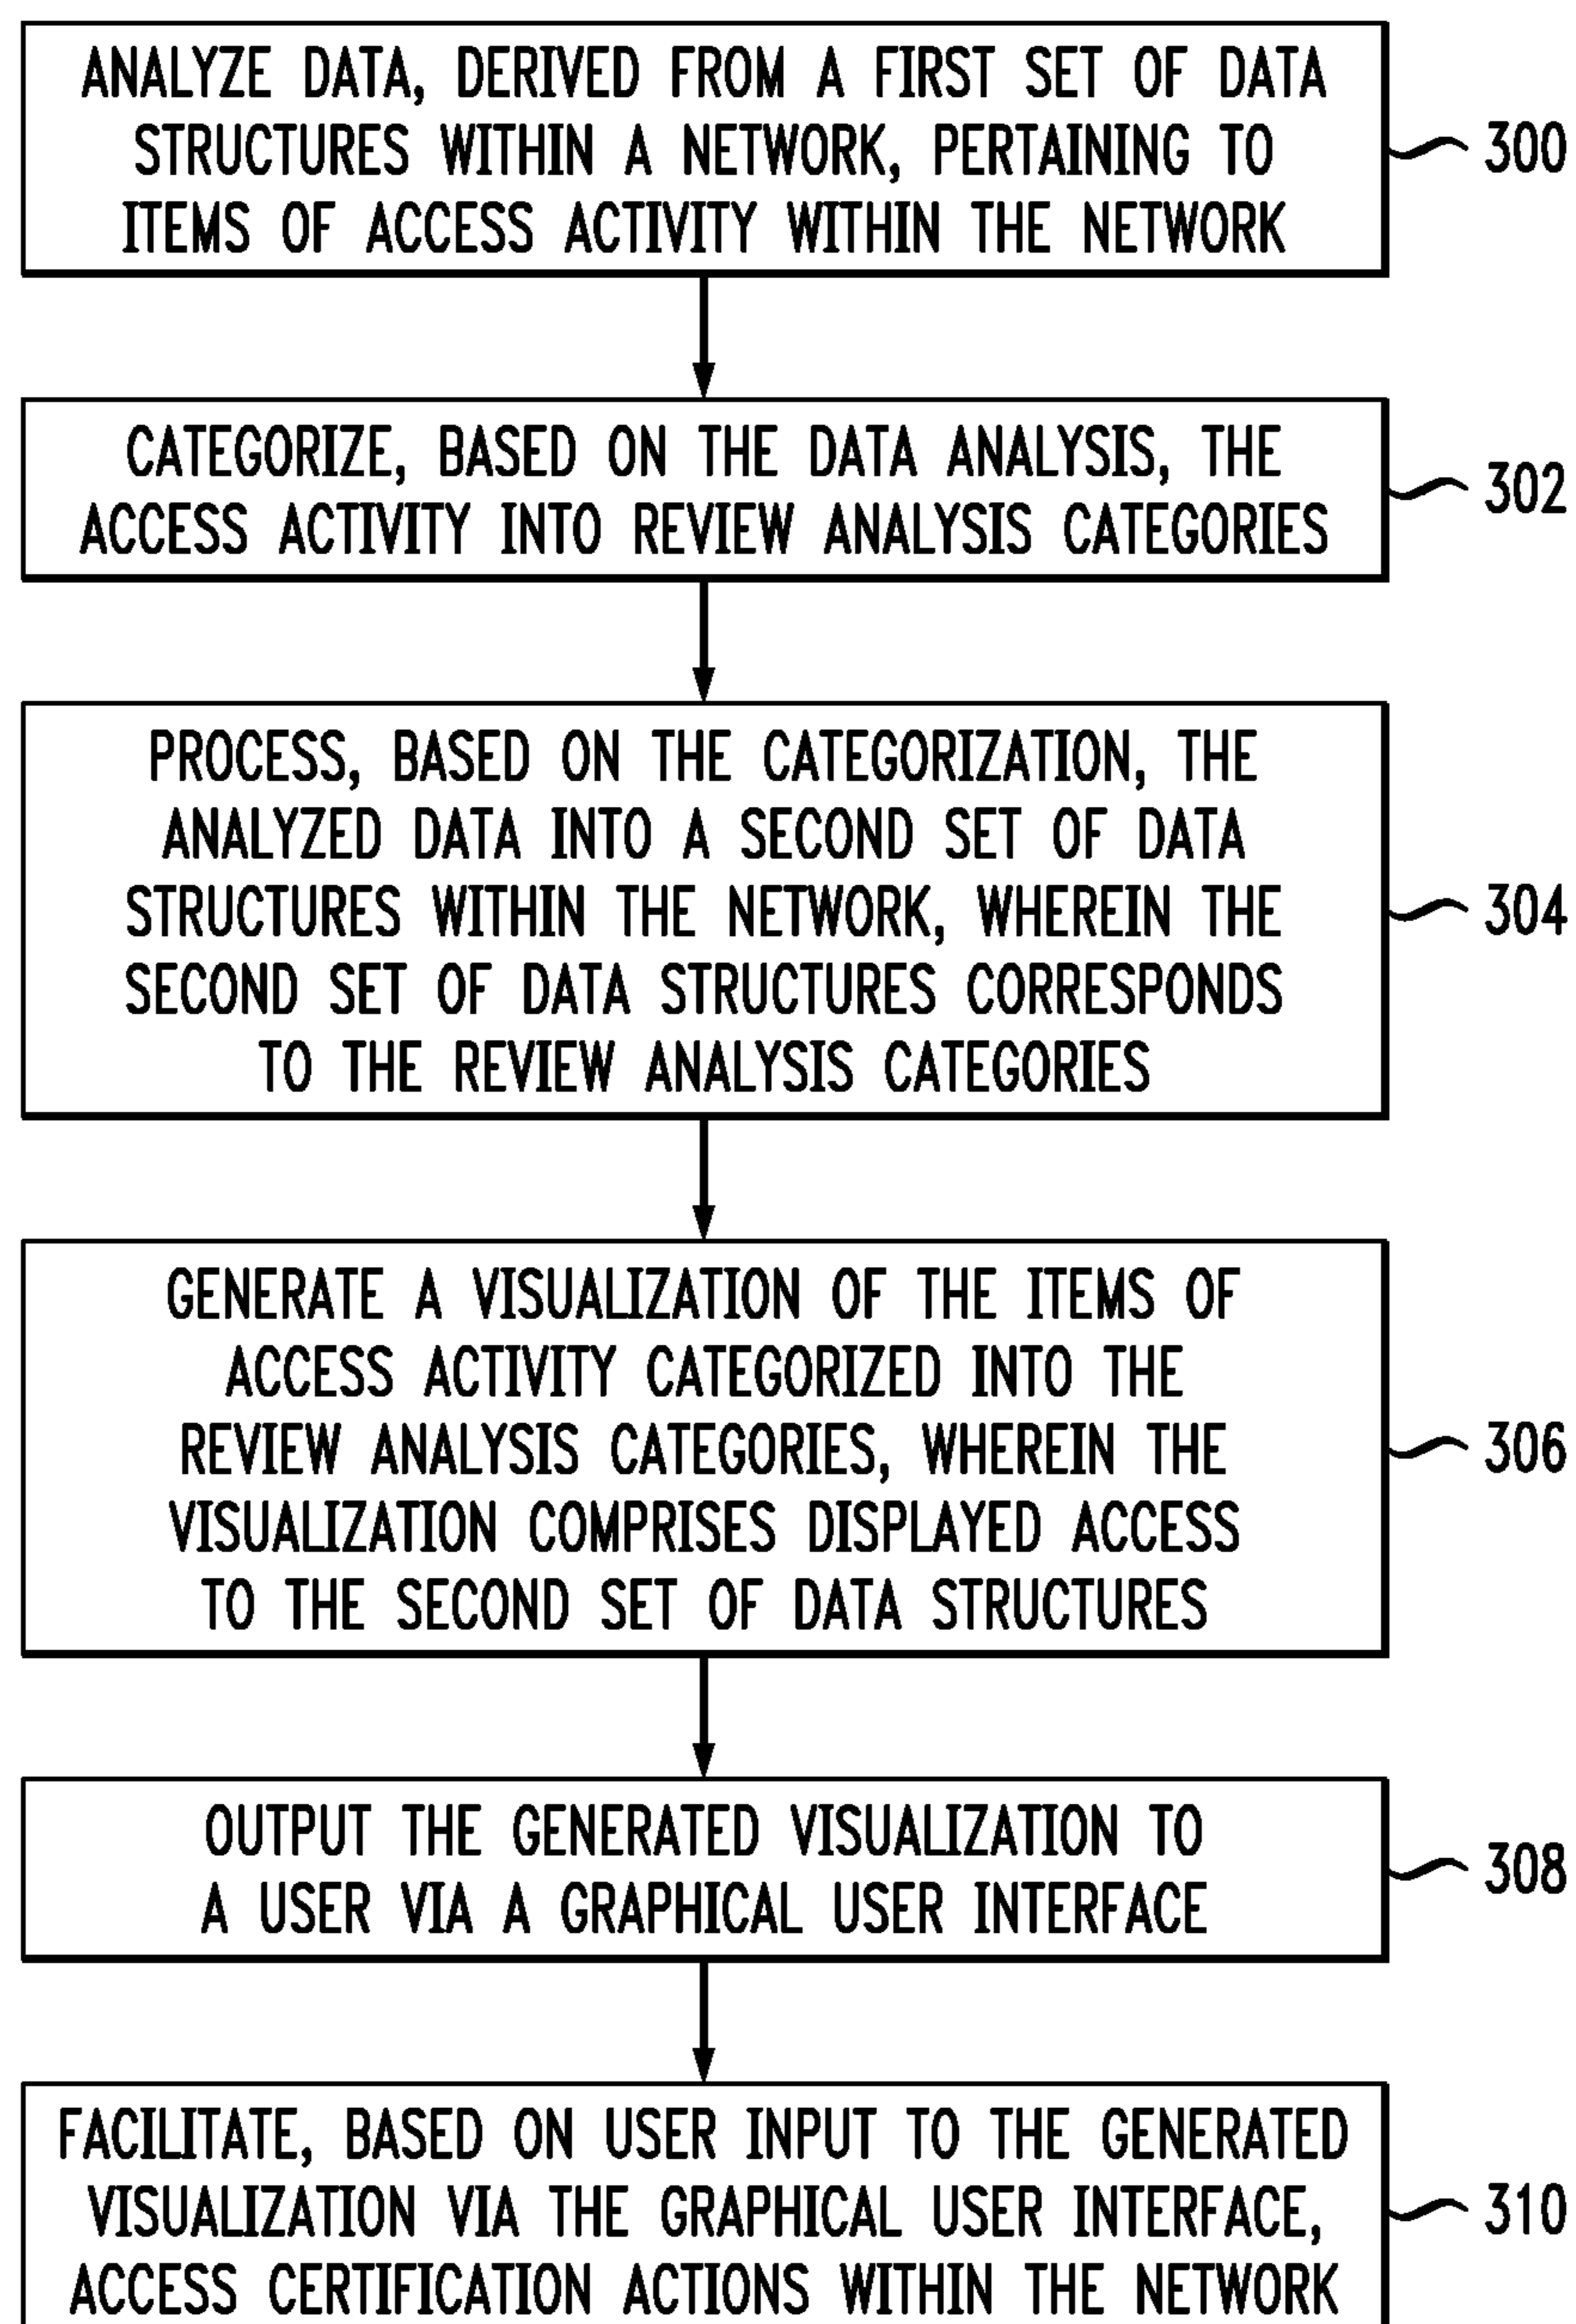 ANALYZE DATA, DERIVED FROM A FIRST SET OF DATA
STRUCTURES WITHIN A NETWORK, PERTAINING TO
ITEMS OF ACCESS ACTIVITY WITHIN THE NETWORK
300
CATEGORIZE, BASED ON THE DATA ANALYSIS, THE
ACCESS ACTIVITY INTO REVIEW ANALYSIS CATEGORIES
302
PROCESS, BASED ON THE CATEGORIZATION, THE
ANALYZED DATA INTO A SECOND SET OF DATA
STRUCTURES WITHIN THE NETWORK, WHEREIN THE
SECOND SET OF DATA STRUCTURES CORRESPONDS
TO THE REVIEW ANALYSIS CATEGORIES
304
GENERATE A VISUALIZATION OF THE ITEMS OF
ACCESS ACTIVITY CATEGORIZED INTO THE
REVIEW ANALYSIS CATEGORIES, WHEREIN THE
VISUALIZATION COMPRISES DISPLAYED ACCESS
TO THE SECOND SET OF DATA STRUCTURES
306
OUTPUT THE GENERATED VISUALIZATION TO
A USER VIA A GRAPHICAL USER INTERFACE
308
FACILITATE, BASED ON USER INPUT TO THE GENERATED
VISUALIZATION VIA THE GRAPHICAL USER INTERFACE,
ACCESS CERTIFICATION ACTIONS WITHIN THE NETWORK
310